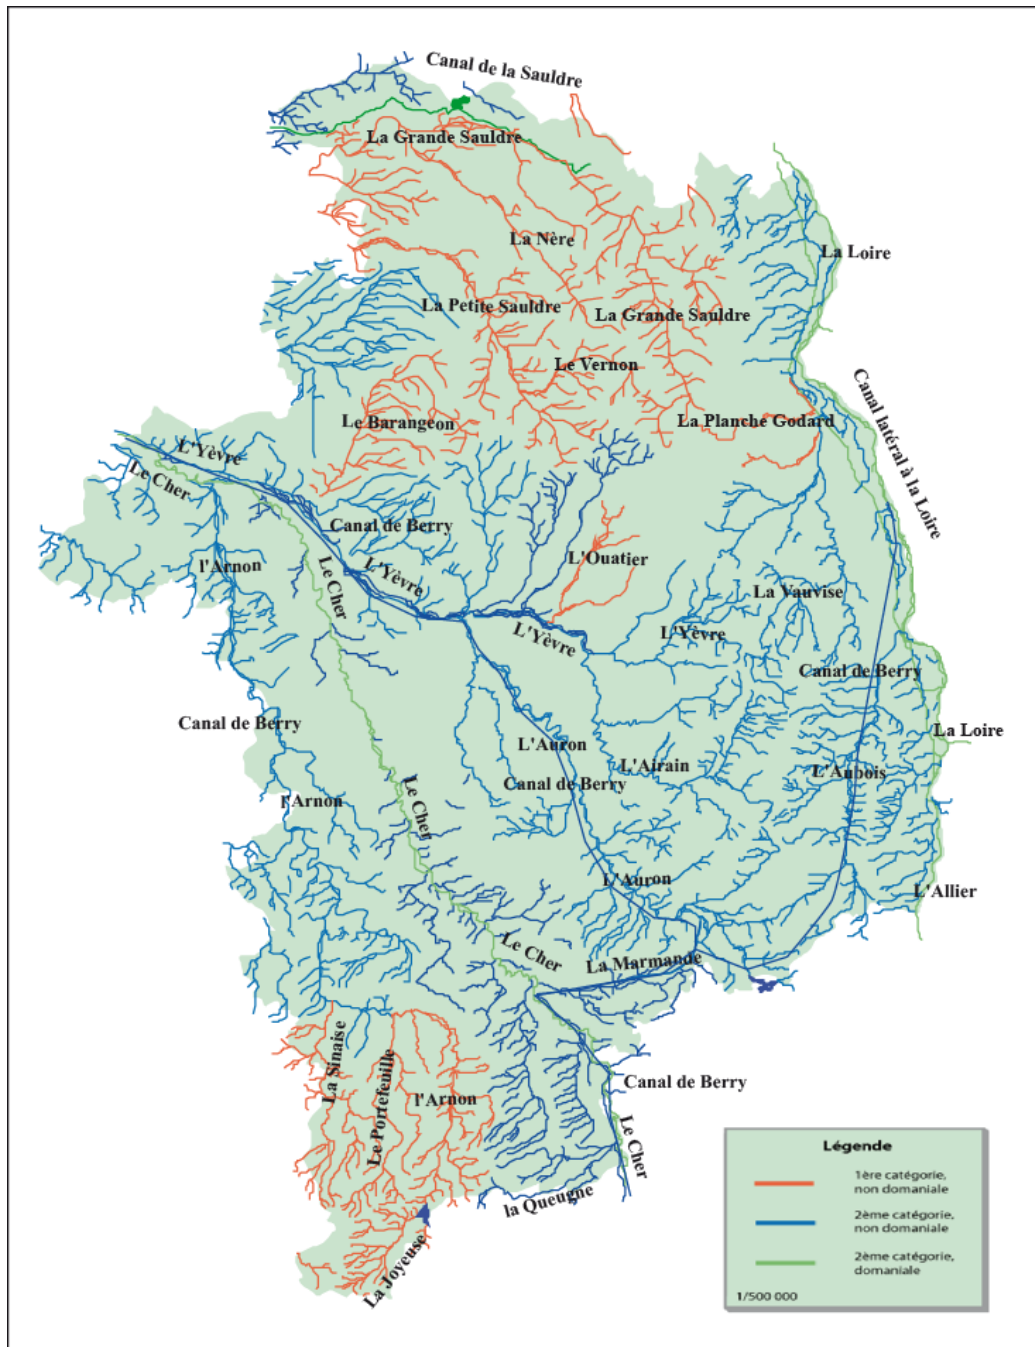 Canal de la Sauldre
La Grande Sauldre
La Nère
La Loire
La Petite Sauldre
La Grande Sauldre
Le Vernon
Canal latéral à la Loire
Le Barangeon
La Planche Godard
L'Yèvre
Le Cher
Canal de Berry
l'Arnon
Le Cher
L'Yèvre
L'Ouatier
La Vauvise
L'Yèvre
L'Yèvre
Canal de Berry
Canal de Berry
La Loire
L'Auron
L'Airain
L'Aubois
Canal de Berry
Le Cher
l'Arnon
L'Auron
L'Allier
Le Cher
La Marmande
La Sinaise
Le Portefeuille
l'Arnon
Canal de Berry
Le Cher
la Queugne
La Joyeuse
Légende
1ère catégorie,
non domaniale
2ème catégorie,
non domaniale
2ème catégorie,
domaniale
1/500 000